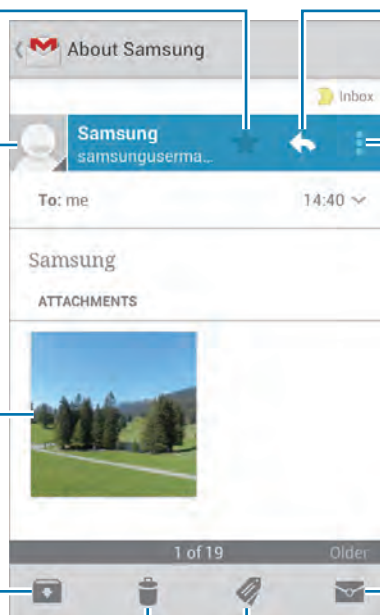 About Samsung
Inbox
Samsung
samsunguserma...
To: me 14:40
Samsung
ATTACHMENTS
1 of 19 Older